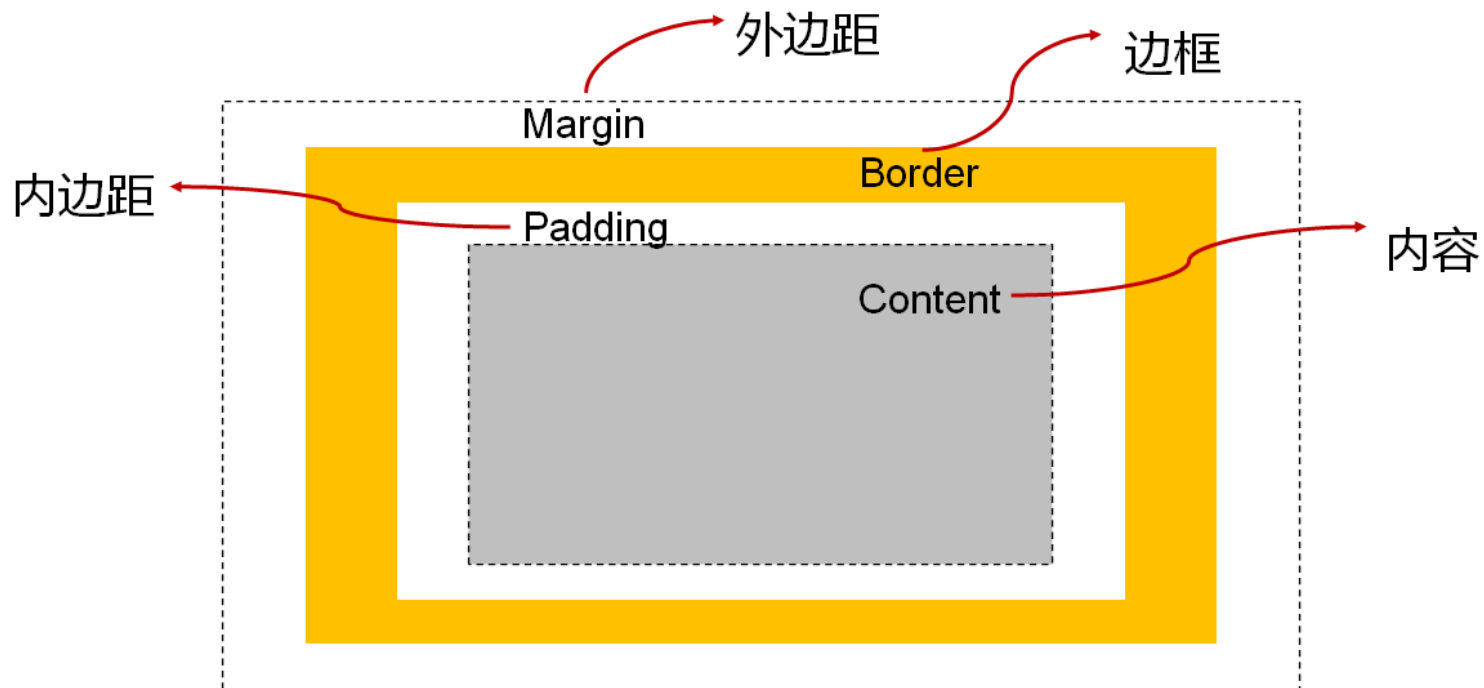 外边距
边框
Margin
Border
内边距
Padding
内容
Content